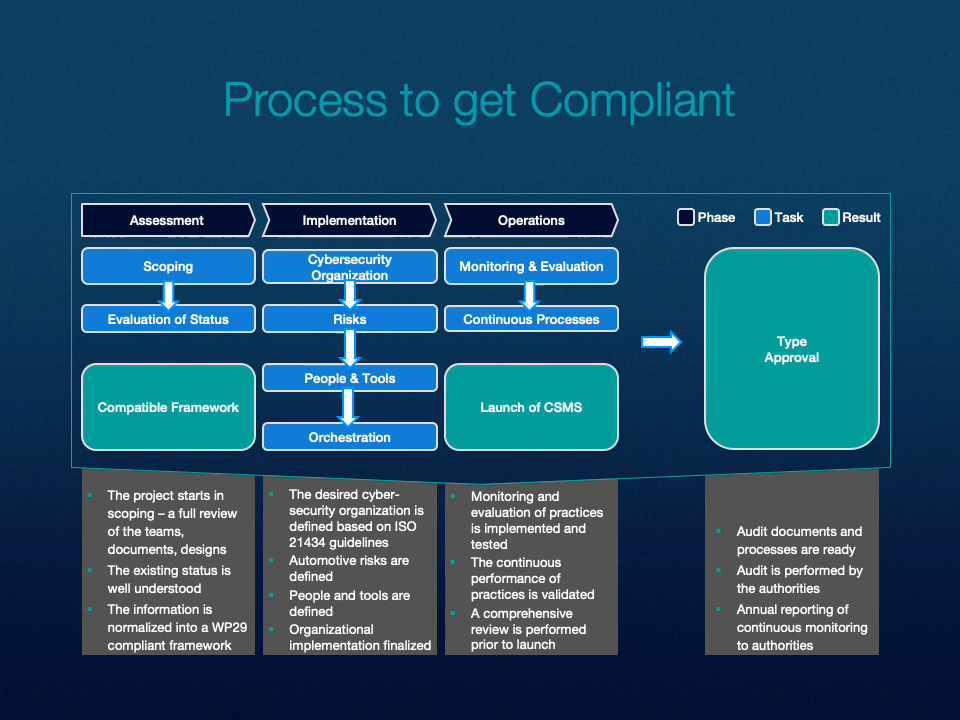 Process to get Compliant
Assessment
Implementation
Operations
Phase
Task
Result
Scoping
Cybersecurity
Organization
Monitoring & Evaluation
Evaluation of Status
Risks
Continuous Processes
Type
Approval
People & Tools
Compatible Framework
Launch of CSMS
Orchestration
The project starts in
scoping – a full review
of the teams,
documents, designs
The existing status is
well understood
The information is
normalized into a WP29
compliant framework
The desired cyber-
security organization is
defined based on ISO
21434 guidelines
Automotive risks are
defined
People and tools are
defined
Organizational
implementation finalized
Monitoring and
evaluation of practices
is implemented and
tested
The continuous
performance of
practices is validated
A comprehensive
review is performed
prior to launch
Audit documents and
processes are ready
Audit is performed by
the authorities
Annual reporting of
continuous monitoring
to authorities